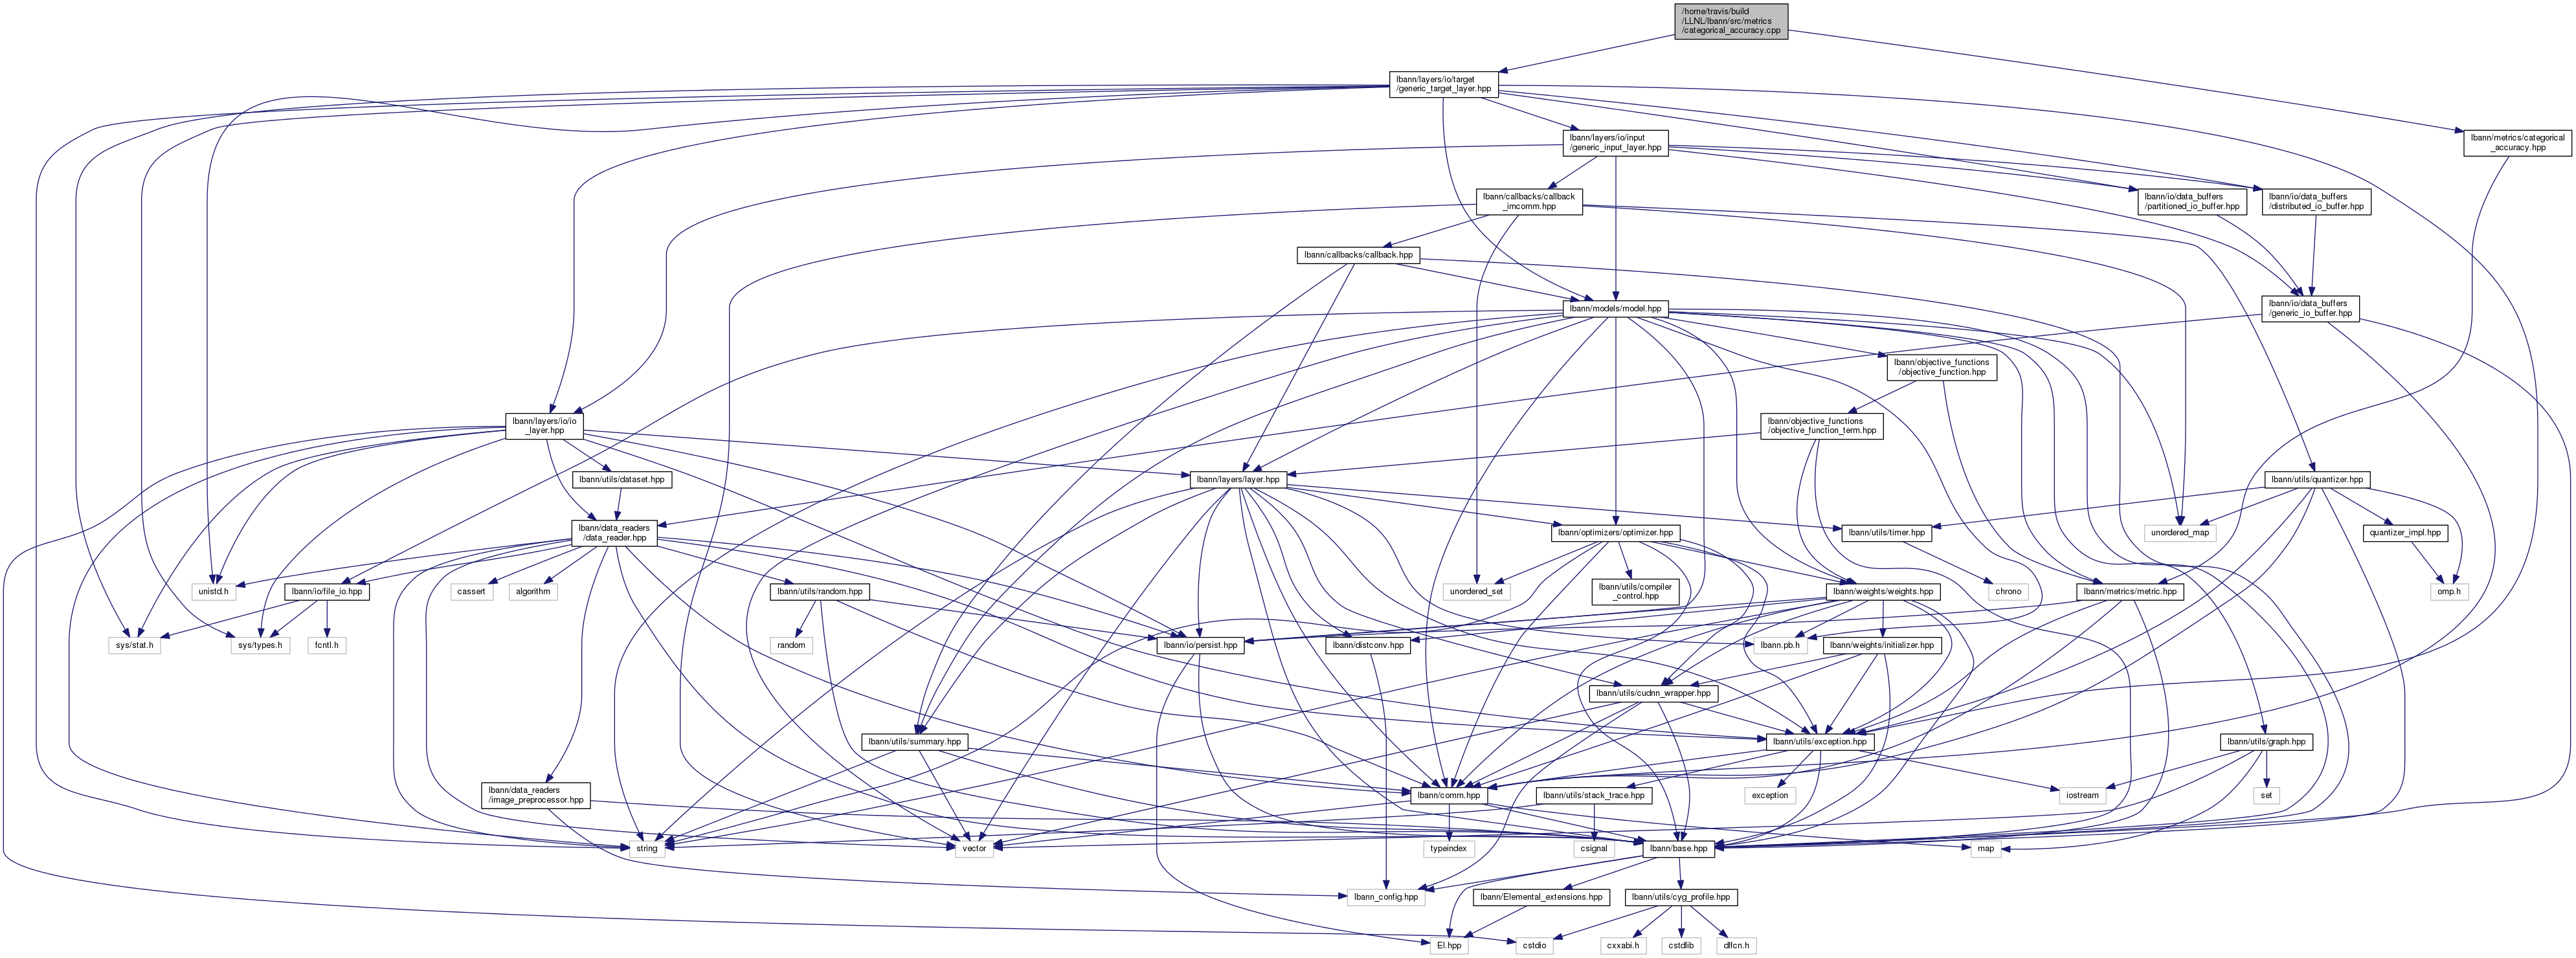 /home/travis/build
/LLNL/lbann/src/metrics
/categorical_accuracy.cpp
lbann/layers/io/target
/generic_target_layer.hpp
lbann/layers/io/input
/generic_input_layer.hpp
lbann/metrics/categorical
_accuracy.hpp
lbann/callbacks/callback
_imcomm.hpp
lbann/io/data_buffers
/partitioned_io_buffer.hpp
lbann/io/data_buffers
/distributed_io_buffer.hpp
lbann/callbacks/callback.hpp
lbann/models/model.hpp
lbann/io/data_buffers
/generic_io_buffer.hpp
lbann/objective_functions
/objective_function.hpp
lbann/layers/io/io
_layer.hpp
lbann/objective_functions
/objective_function_term.hpp
lbann/utils/dataset.hpp
lbann/layers/layer.hpp
lbann/utils/quantizer.hpp
lbann/data_readers
/data_reader.hpp
lbann/optimizers/optimizer.hpp
lbann/utils/timer.hpp
unordered_map
quantizer_impl.hpp
unistd.h
lbann/io/file_io.hpp
cassert
algorithm
lbann/utils/random.hpp
unordered_set
lbann/utils/compiler
_control.hpp
lbann/weights/weights.hpp
chrono
lbann/metrics/metric.hpp
omp.h
sys/stat.h
sys/types.h
fcntl.h
random
lbann/io/persist.hpp
lbann/distconv.hpp
lbann.pb.h
lbann/weights/initializer.hpp
lbann/utils/cudnn_wrapper.hpp
lbann/utils/summary.hpp
lbann/utils/exception.hpp
lbann/utils/graph.hpp
lbann/data_readers
/image_preprocessor.hpp
lbann/comm.hpp
lbann/utils/stack_trace.hpp
exception
iostream
set
string
vector
typeindex
csignal
lbann/base.hpp
map
lbann_config.hpp
lbann/Elemental_extensions.hpp
lbann/utils/cyg_profile.hpp
El.hpp
cstdio
cxxabi.h
cstdlib
dlfcn.h